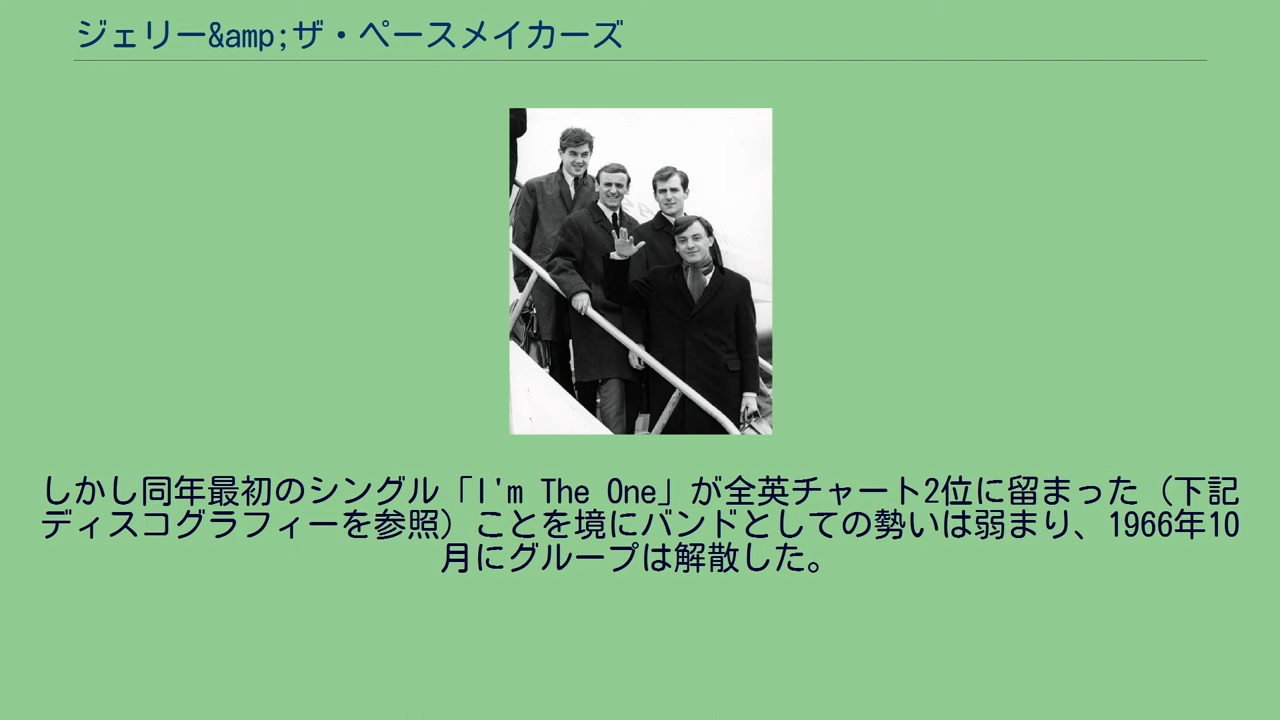 ジェリー&amp;ザ・ペースメイカーズ
しかし同年最初のシングル「I'm The One」が全英チャート2位に留まった（下記
ディスコグラフィーを参照）ことを境にバンドとしての勢いは弱まり、1966年10
月にグループは解散した。